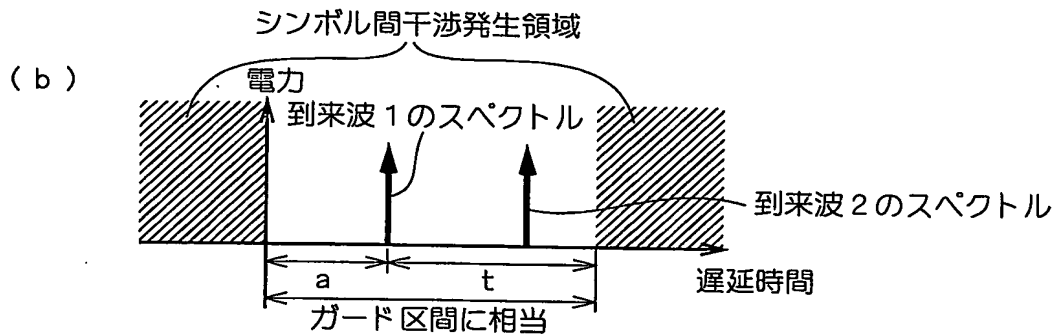 シンボル間干渉発生領域
(b)
電力
到来波1のスペクトル
到来波2のスペクトル
a
t
遅延時間
ガード区間に相当